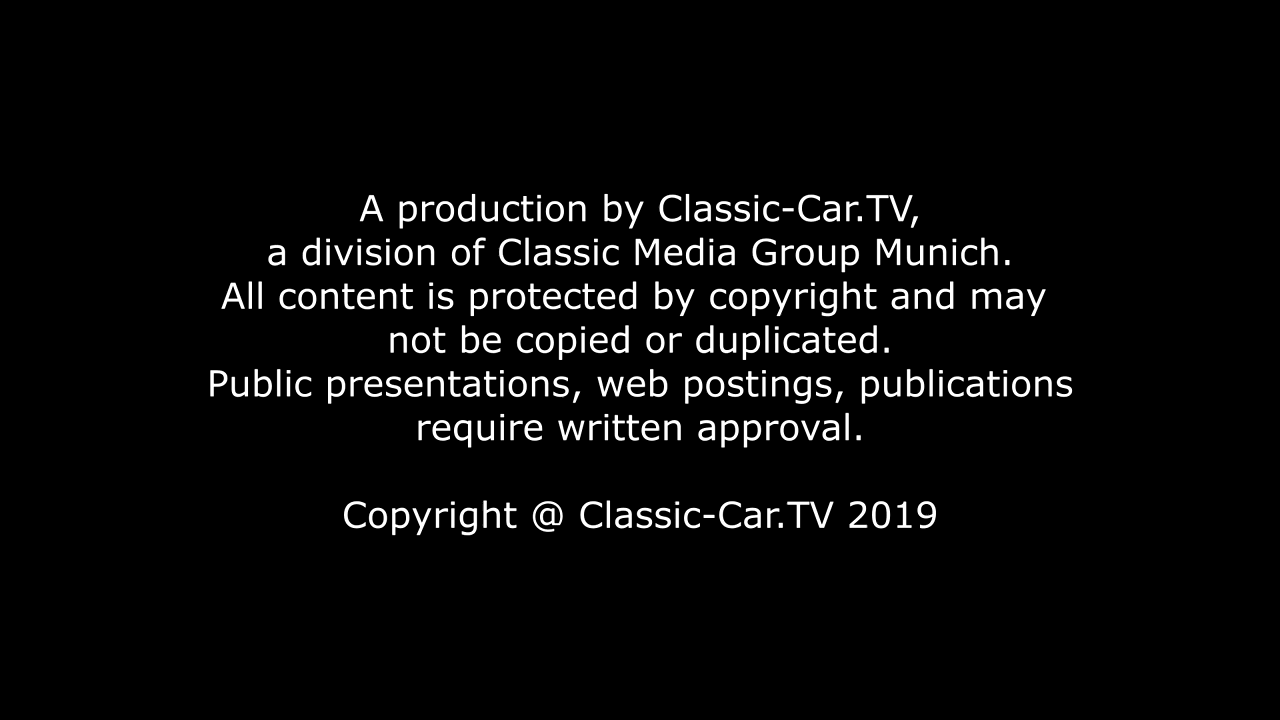 A production by Classic-Car.TV,
a division of Classic Media Group Munich.
All content is protected by copyright and may
not be copied or duplicated.
Public presentations, web postings, publications
require written approval.
Copyright @ Classic-Car.TV 2019